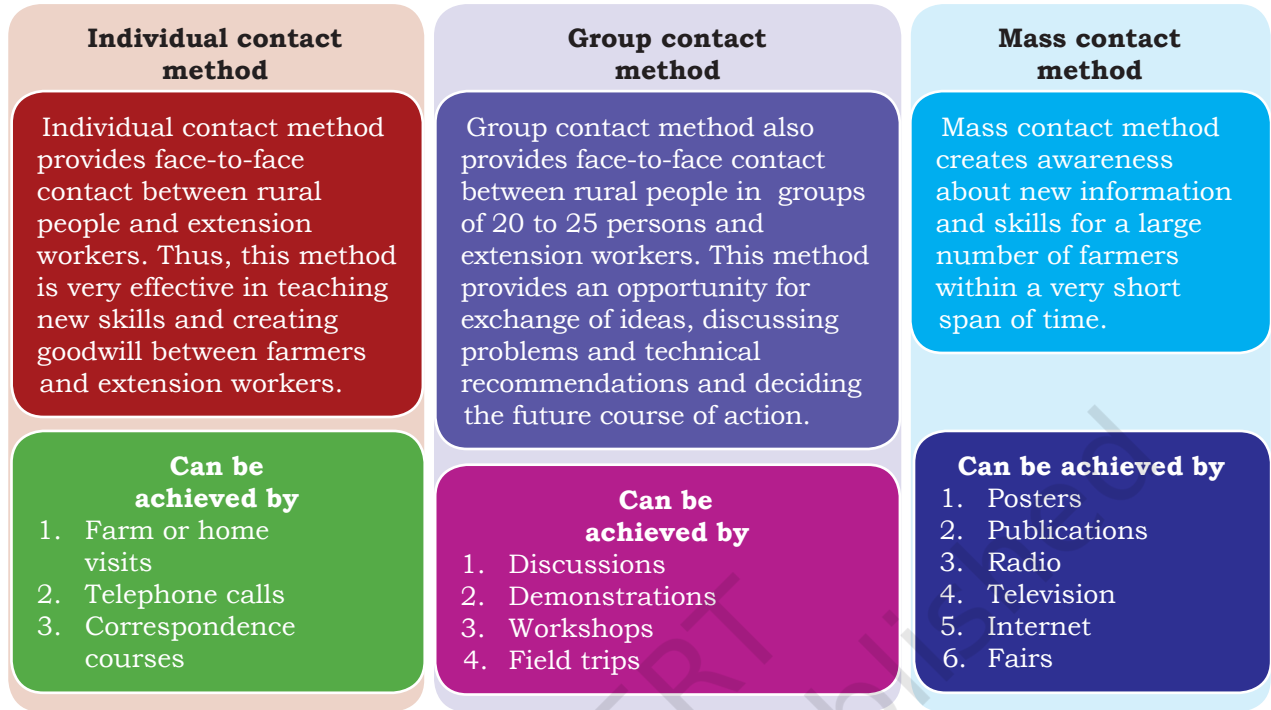 Individual contact
method
Individual contact method
provides face-to-face
contact between rural
people and extension
workers. Thus, this method
is very effective in teaching
new skills and creating
goodwill between farmers
and extension workers.
Can be
achieved by
1. Farm or home
visits
2. Telephone calls
3. Correspondence
courses
Group contact
method
Group contact method also
provides face-to-face contact
between rural people in groups
of 20 to 25 persons and
extension workers. This method
provides an opportunity for
exchange of ideas, discussing
problems and technical
recommendations and deciding
the future course of action.
Can be
achieved by
1. Discussions
2. Demonstrations
3. Workshops
4. Field trips
Mass contact
method
Mass contact method
creates awareness
about new information
and skills for a large
number of farmers
within a very short
span of time.
Can be achieved by
1. Posters
2. Publications
3. Radio
4. Television
5. Internet
6. Fairs